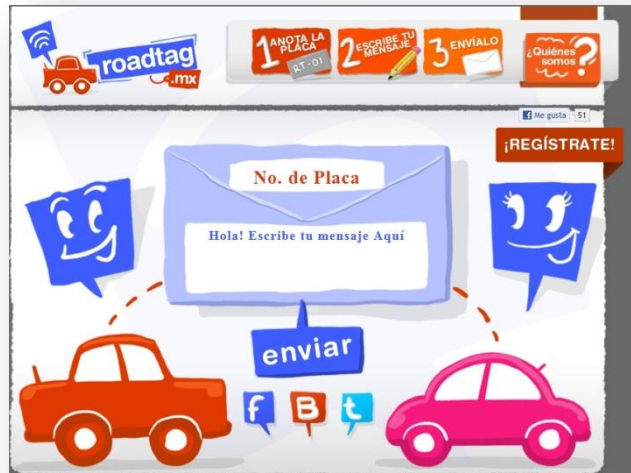 roadtag
.mx
1 ANOTA LA
PLACA
RT-01
2 ESCRIBE TU
MENSAJE
3 ENVÍALO
¿Quiénes
somos?
Me gusta 51
¡REGÍSTRATE!
No. de Placa
Hola! Escribe tu mensaje Aquí
enviar
f B t